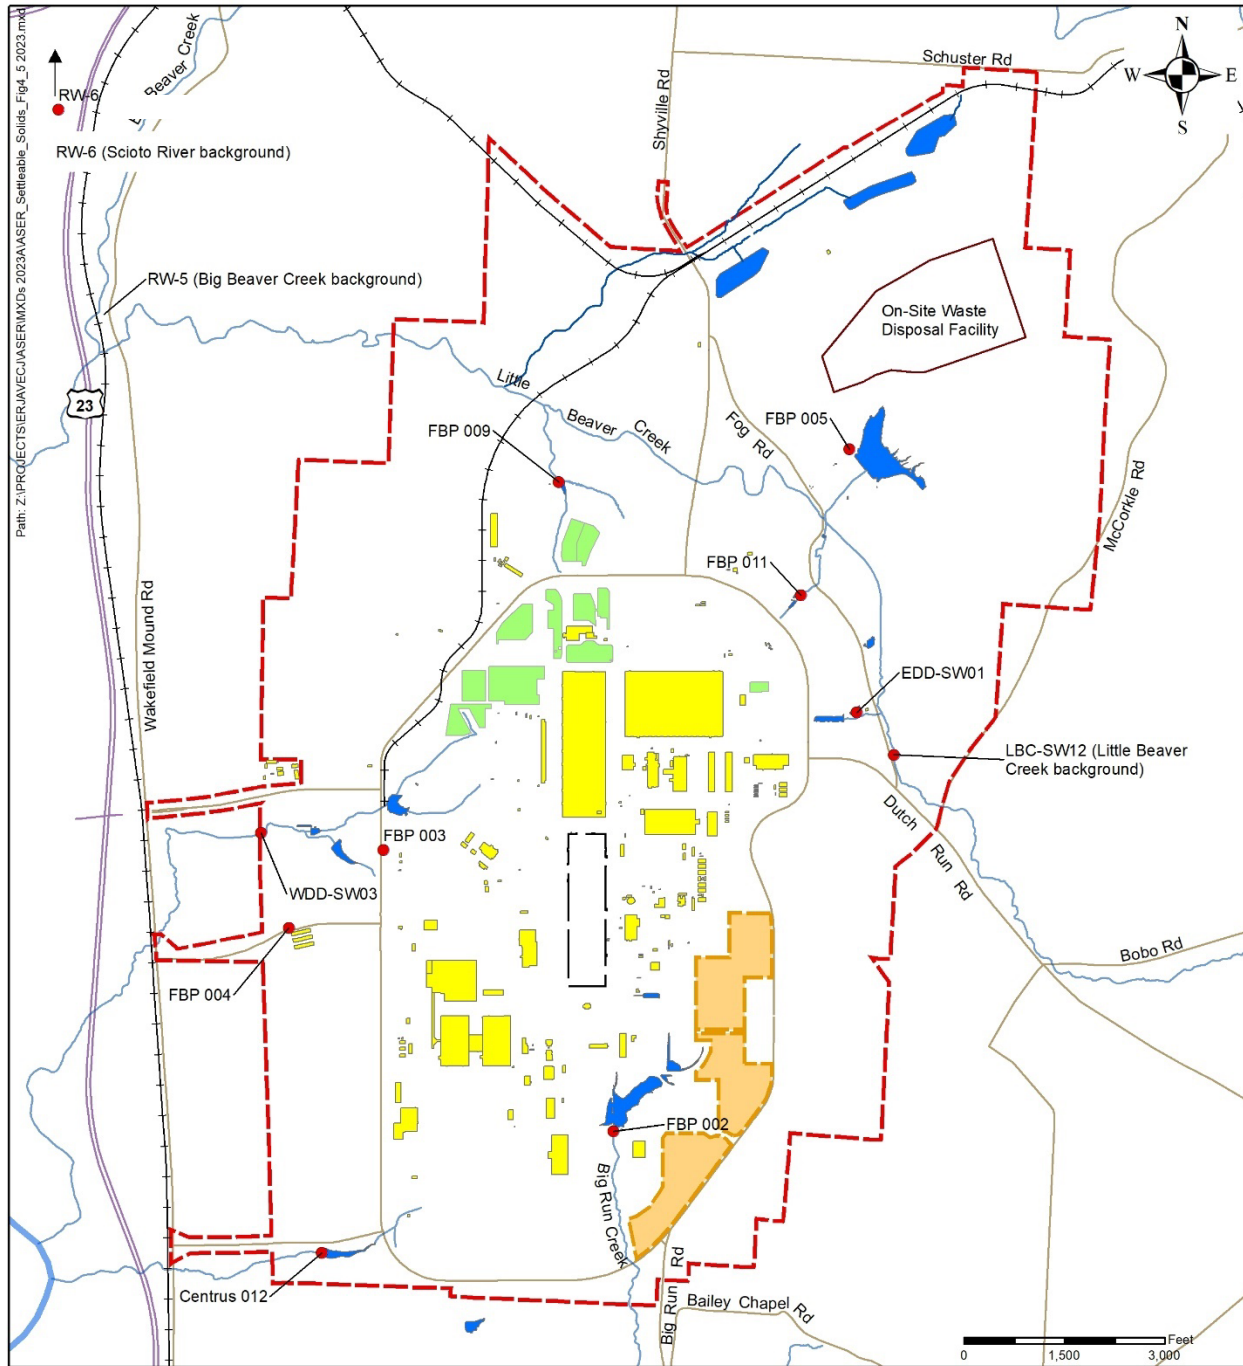 Path: Z:\PROJECTS\ERJAVECJ\ASER\MXDs 2023A\ASER_Settleable_Solids_Fig4_5 2023.mxd
Beaver Creek
RW-6
RW-6 (Scioto River background)
Shyville Rd
Schuster Rd
N
W
E
S
RW-5 (Big Beaver Creek background)
On-Site Waste
Disposal Facility
23
Little
Beaver
Creek
FBP 009
Fog Rd
FBP 005
McCorkle Rd
FBP 011
Wakefield Mound Rd
EDD-SW01
LBC-SW12 (Little Beaver
Creek background)
FBP 003
Dutch
Run
Rd
WDD-SW03
FBP 004
Bobo Rd
FBP 002
Big Run Creek
Centrus 012
Big Run
Rd
Bailey Chapel Rd
Feet
0
1,500
3,000